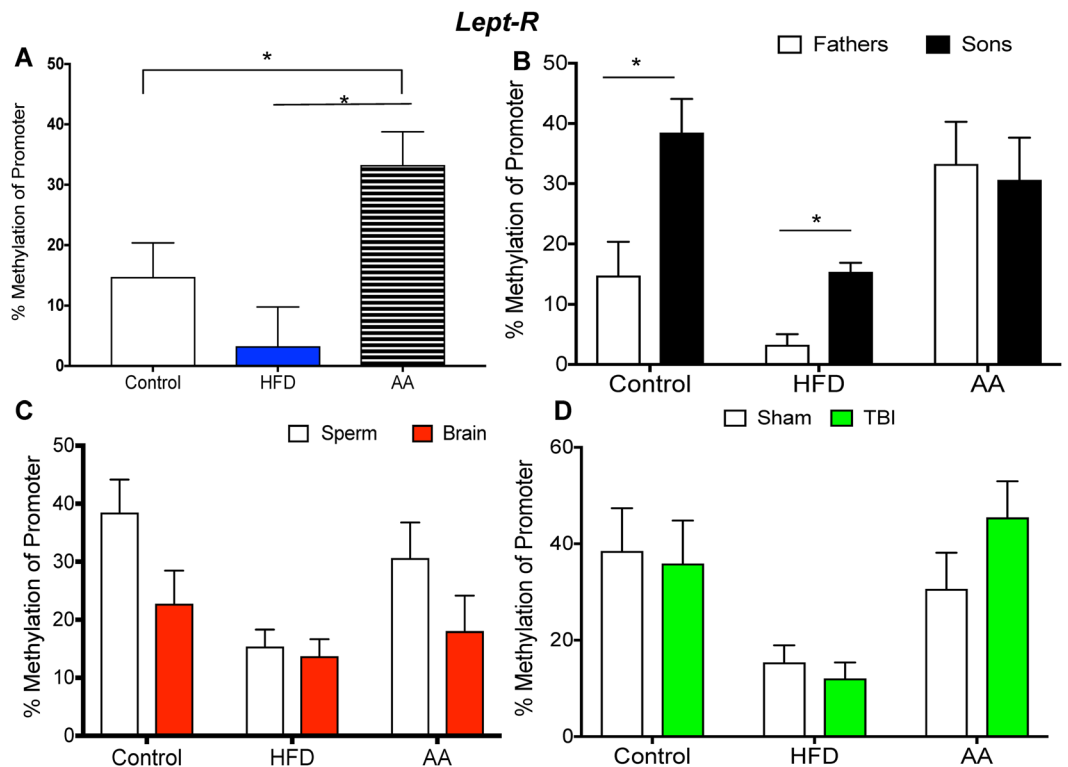 Lept-R
A
50
40
30
20
10
0
% Methylation of Promoter
*
*
Control HFD AA
B
Fathers Sons
50
40
30
20
10
0
% Methylation of Promoter
*
*
Control HFD AA
C
Sperm Brain
50
40
30
20
10
0
% Methylation of Promoter
Control HFD AA
D
Sham TBI
60
40
20
0
% Methylation of Promoter
Control HFD AA